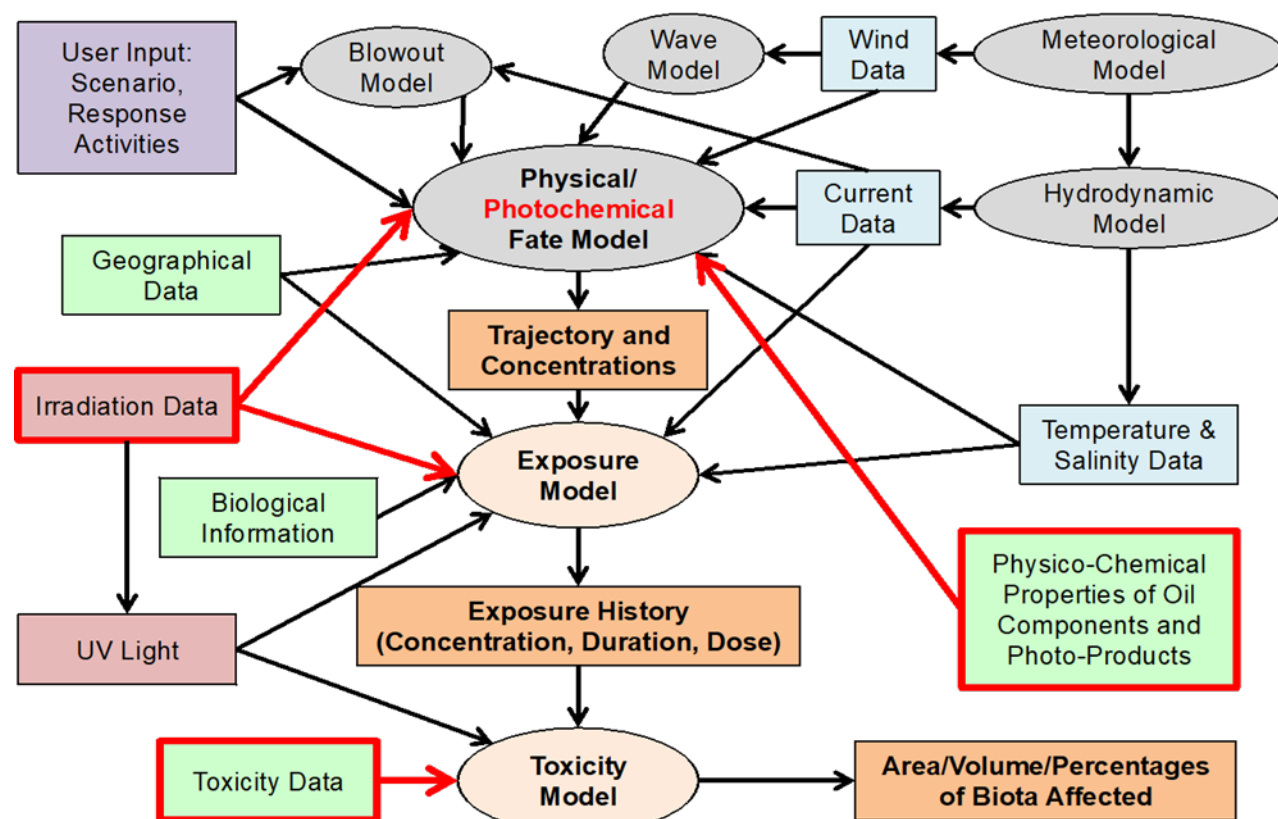 User Input:
Scenario,
Response
Activities
Blowout
Model
Wave
Model
Wind
Data
Meteorological
Model
Physical/
Photochemical
Fate Model
Current
Data
Hydrodynamic
Model
Geographical
Data
Trajectory and
Concentrations
Irradiation Data
Exposure
Model
Temperature &
Salinity Data
Biological
Information
Physico-Chemical
Properties of Oil
Components and
Photo-Products
Exposure History
(Concentration, Duration, Dose)
UV Light
Toxicity Data
Toxicity
Model
Area/Volume/Percentages
of Biota Affected